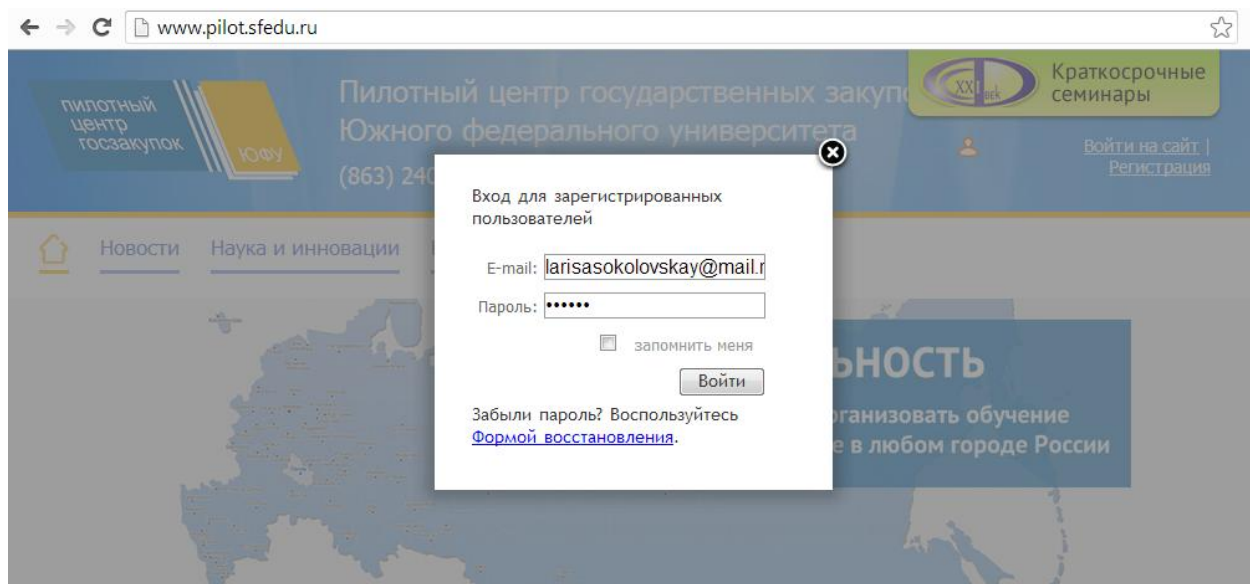 www.pilot.sfedu.ru
пилотный
центр
госзакупок
ЮФУ
Пилотный центр государственных закуп
Южного федерального университета
(863) 240
XXI век
Краткосрочные
семинары
Войти на сайт |
Регистрация
Новости Наука и инновации
Вход для зарегистрированных
пользователей
E-mail: larisasokolovskay@mail.r
Пароль: ••••••
запомнить меня
Войти
Забыли пароль? Воспользуйтесь
Формой восстановления.
ЬНОСТЬ
рганизовать обучение
е в любом городе России